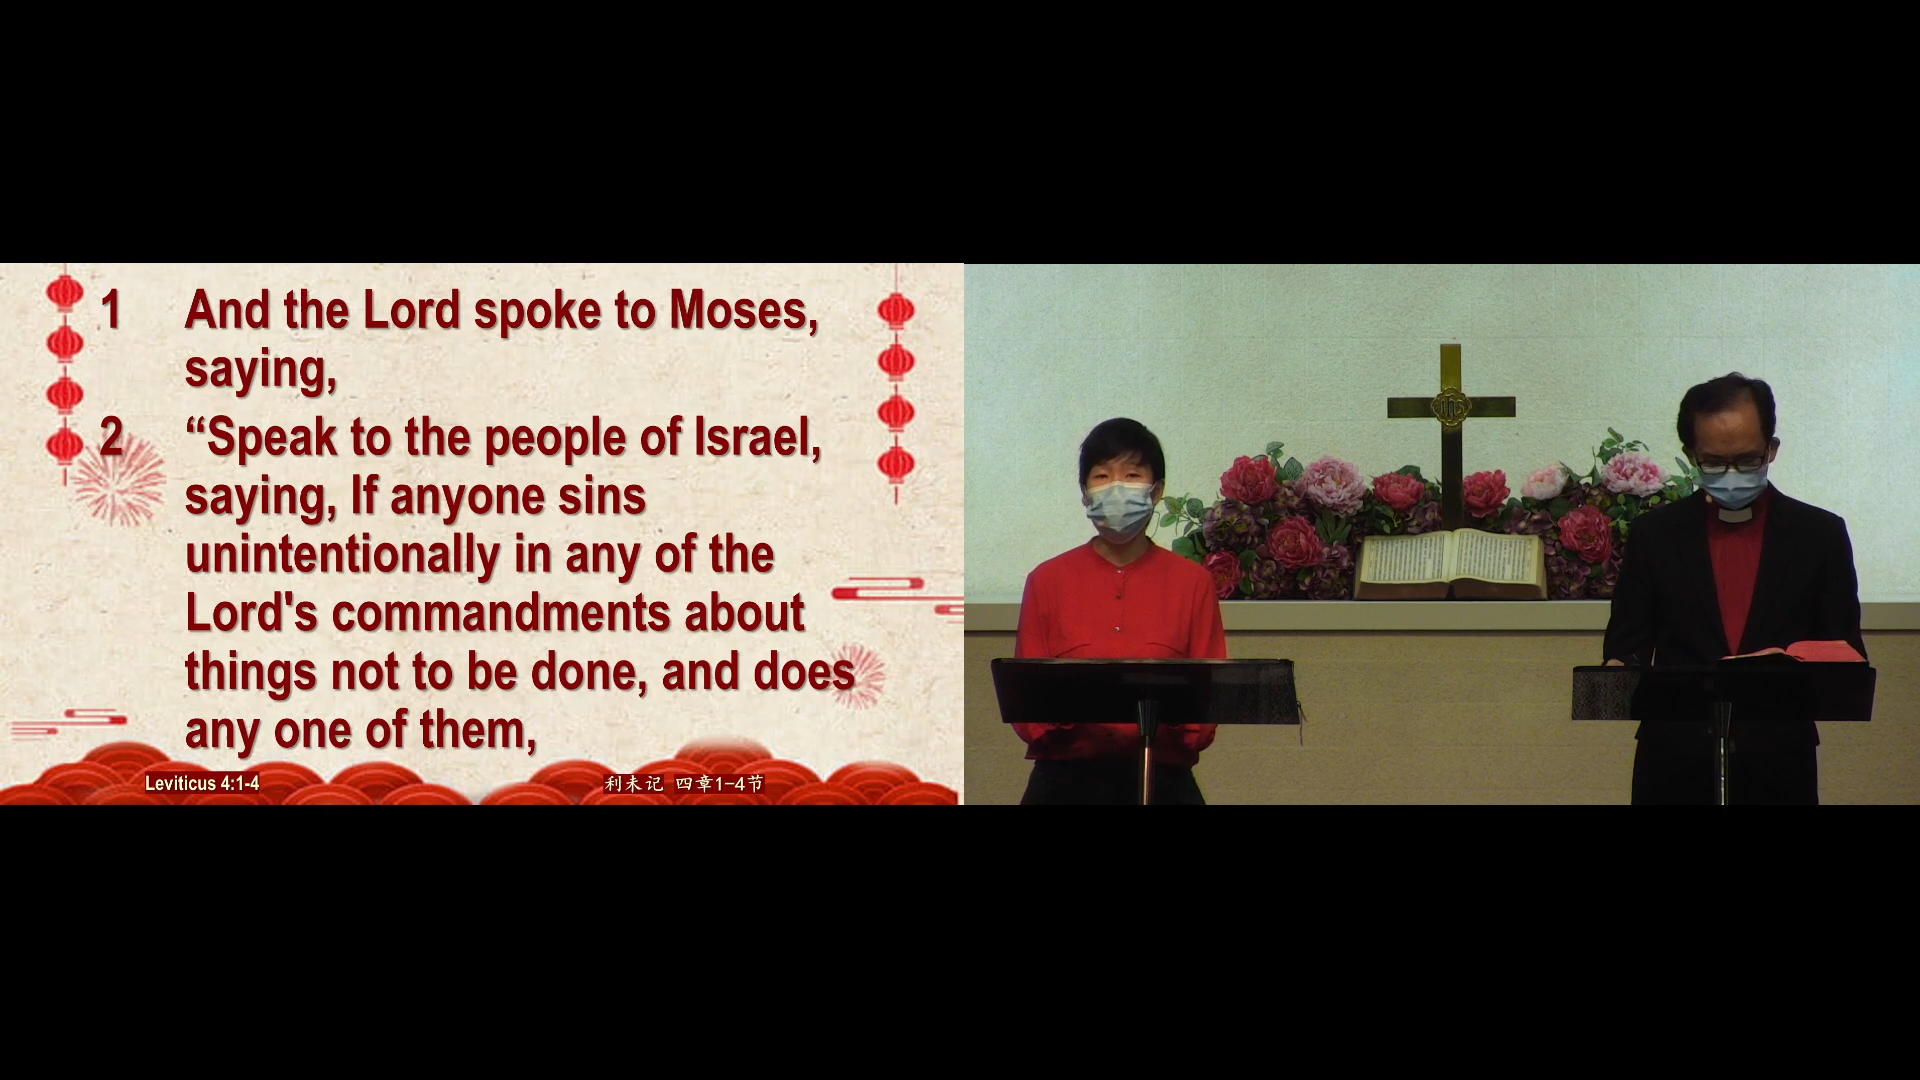 1 And the Lord spoke to Moses,
saying,
2 “Speak to the people of Israel,
saying, If anyone sins
unintentionally in any of the
Lord's commandments about
things not to be done, and does
any one of them,
Leviticus 4:1-4 利未记 四章1-4节
IHS